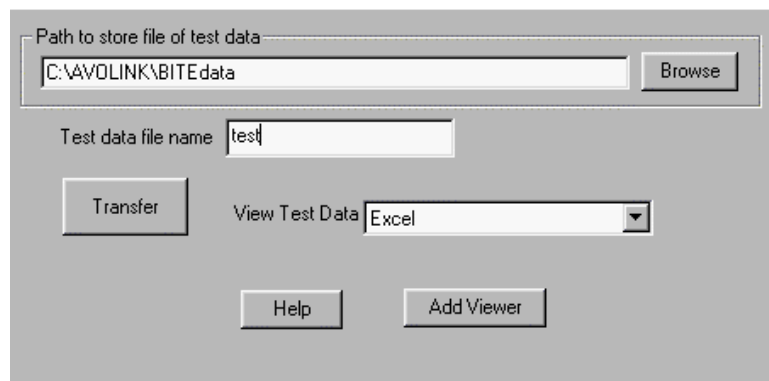 Path to store file of test data
C:\AVOLINK\BITEdata
Browse
Test data file name
test
Transfer
View Test Data
Excel
Help
Add Viewer